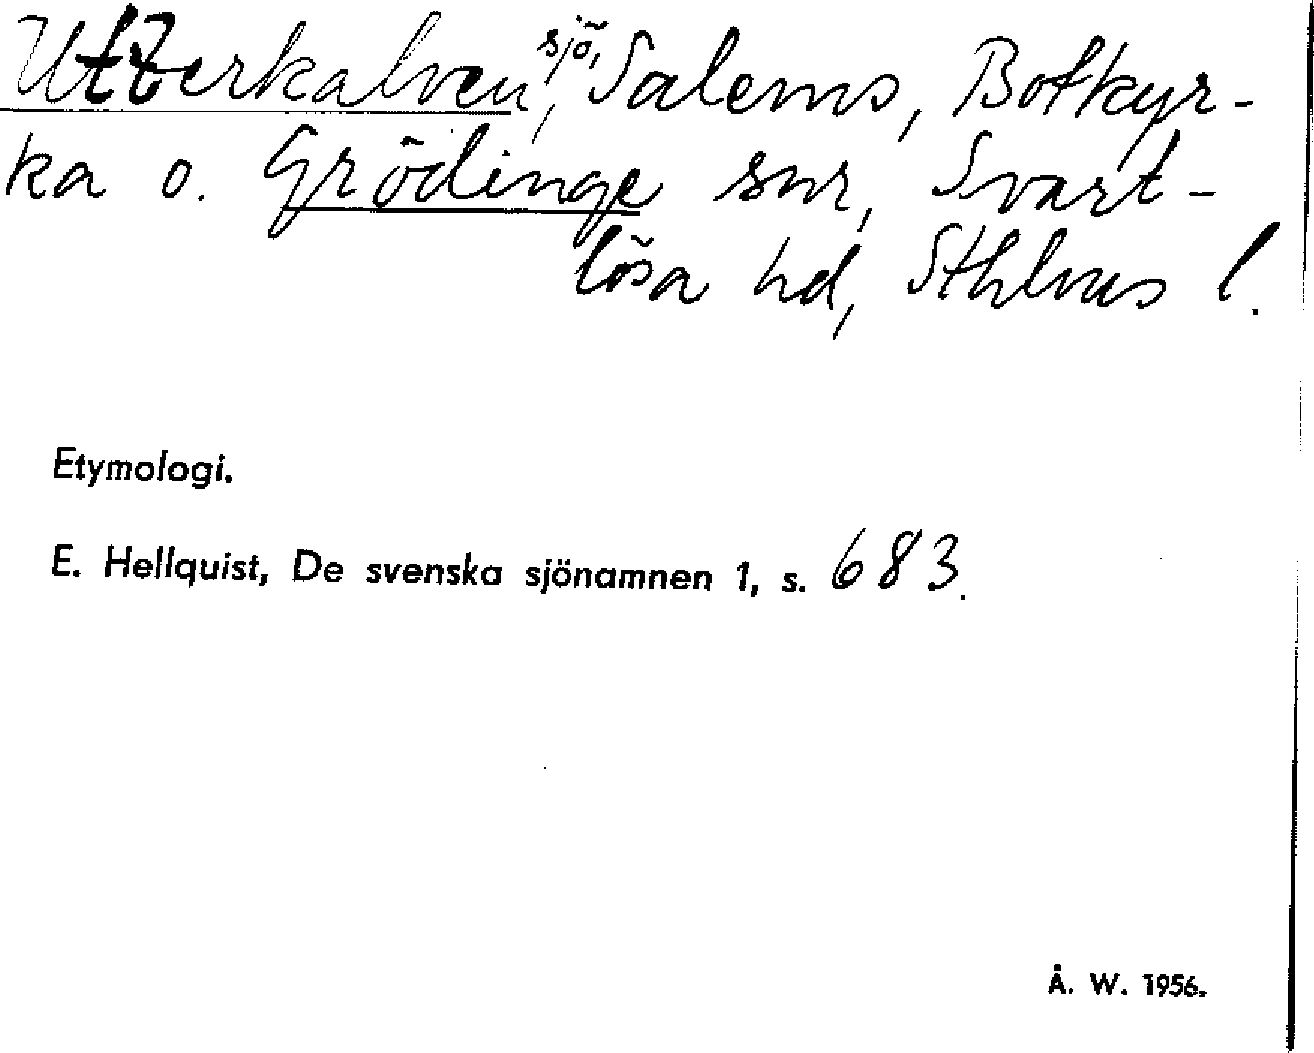 Utterkalven, sjö, Salems, Botkyr-
ka o. Grödinge snr, Svart-
lösa hd, Sthlms l.
Etymologi.
E. Hellquist, De svenska sjönamnen 1, s. 683.
Å. W. 1956.